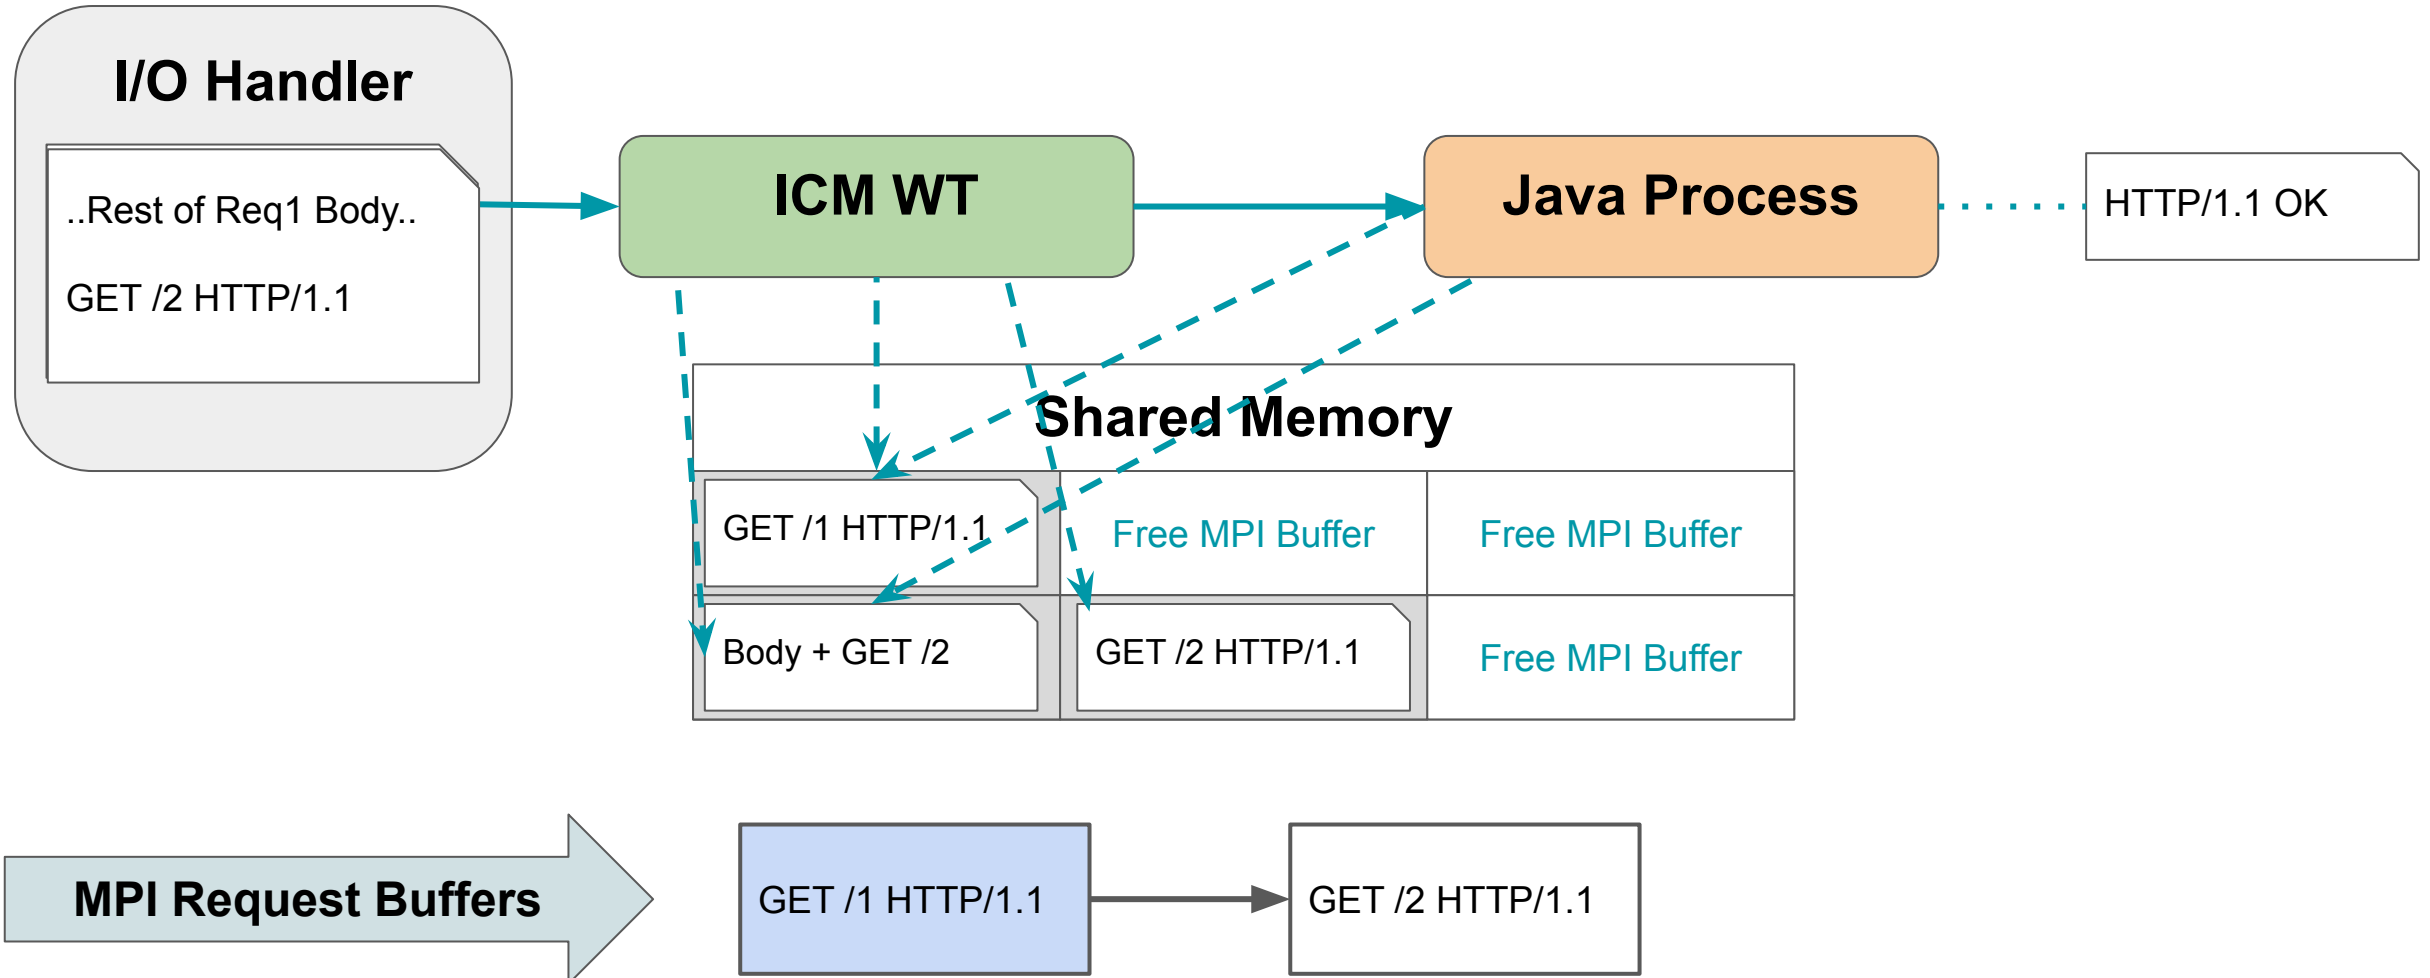 I/O Handler
..Rest of Req1 Body..
GET /2 HTTP/1.1
ICM WT
Java Process
HTTP/1.1 OK
Shared Memory
GET /1 HTTP/1.1
Free MPI Buffer
Free MPI Buffer
Body + GET /2
GET /2 HTTP/1.1
Free MPI Buffer
MPI Request Buffers
GET /1 HTTP/1.1
GET /2 HTTP/1.1